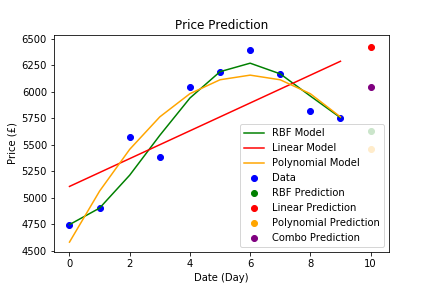 Price Prediction
6500
6250
6000
5750
5500
5250
5000
4750
4500
Price (£)
RBF Model
Linear Model
Polynomial Model
Data
RBF Prediction
Linear Prediction
Polynomial Prediction
Combo Prediction
0 2 4 6 8 10
Date (Day)